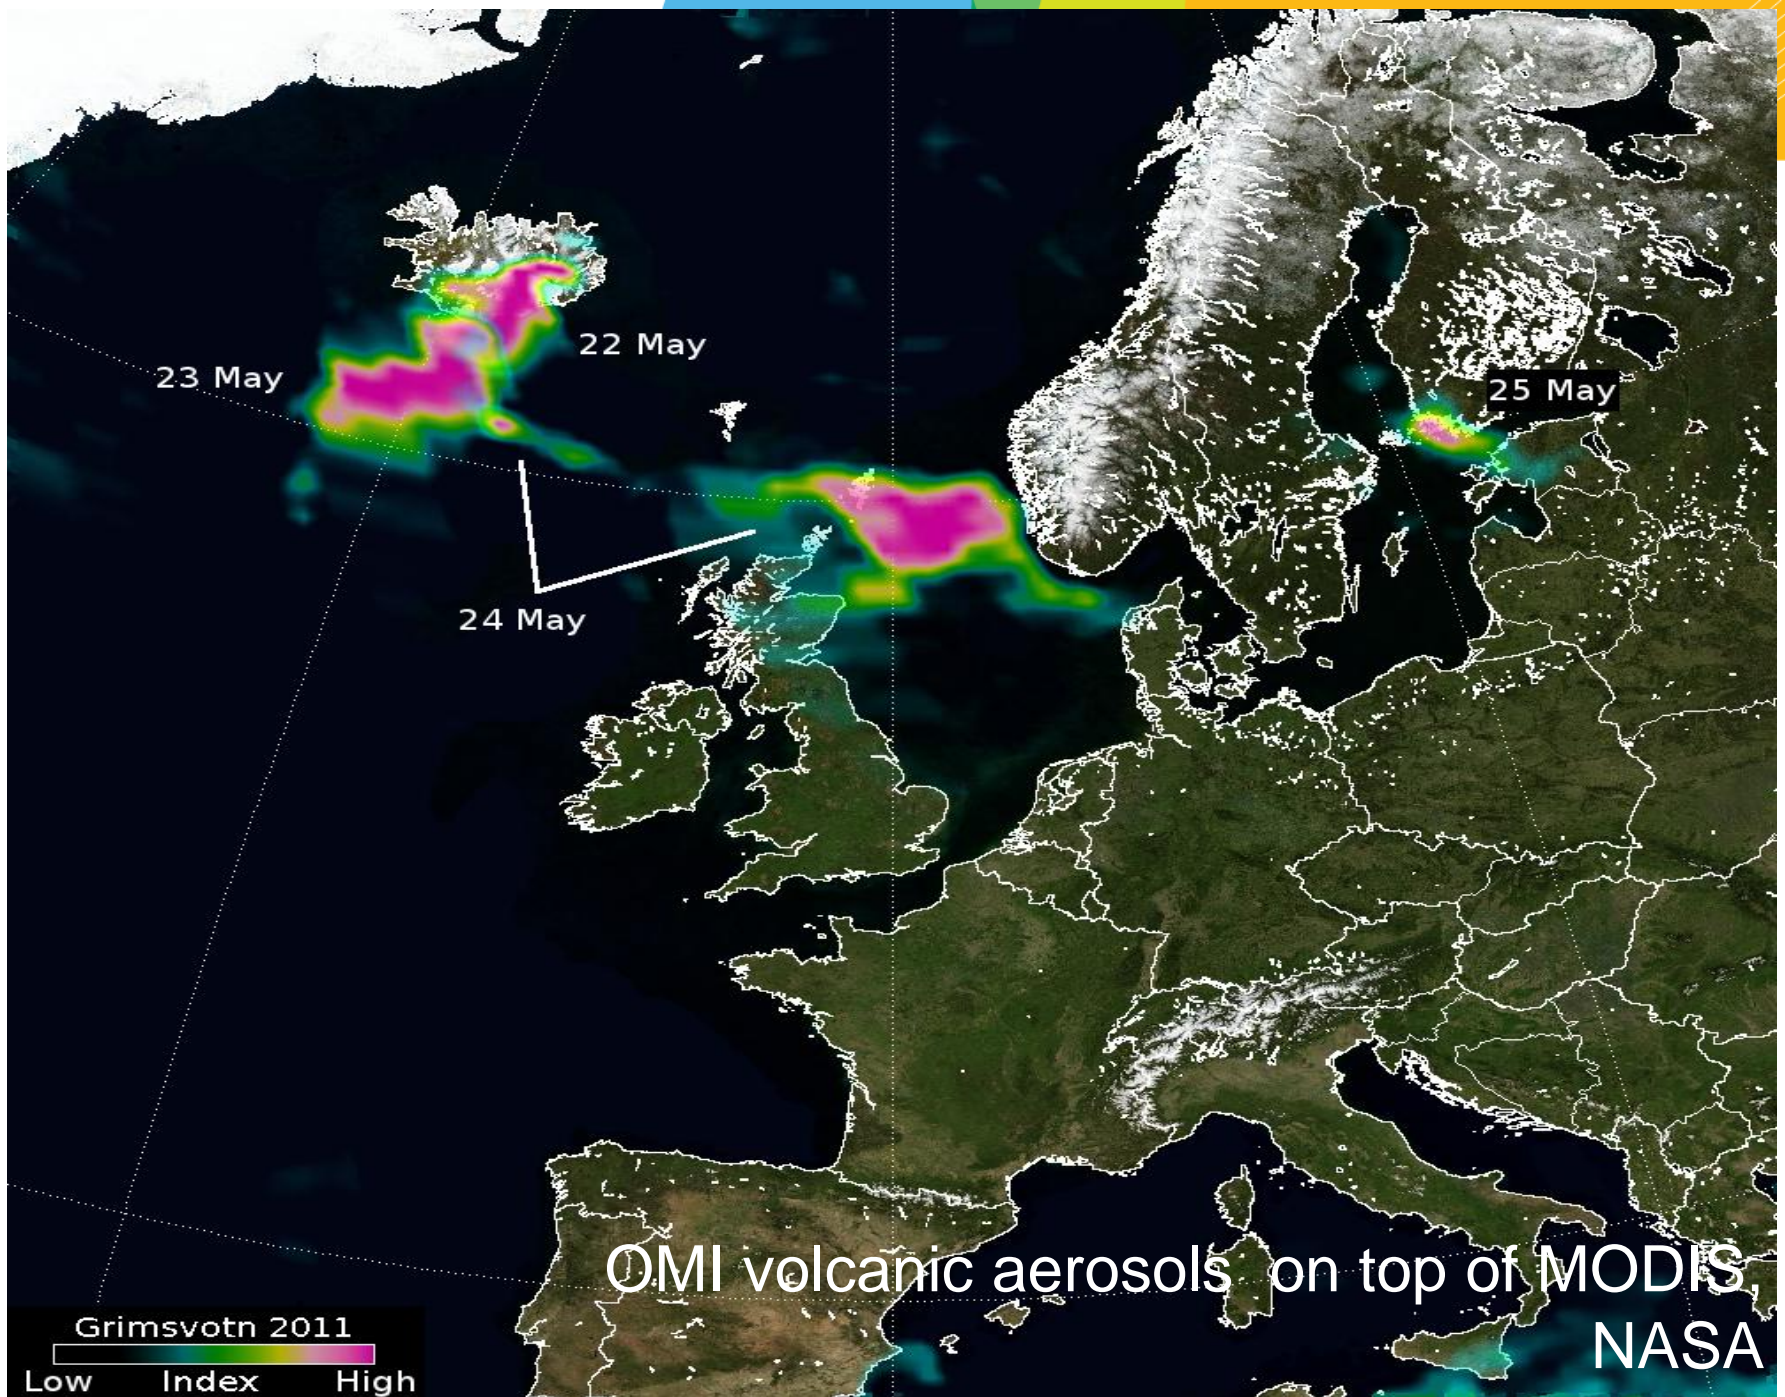 22 May
23 May
25 May
24 May
OMI volcanic aerosols on top of MODIS,
NASA
Grimsvotn 2011
Low Index High